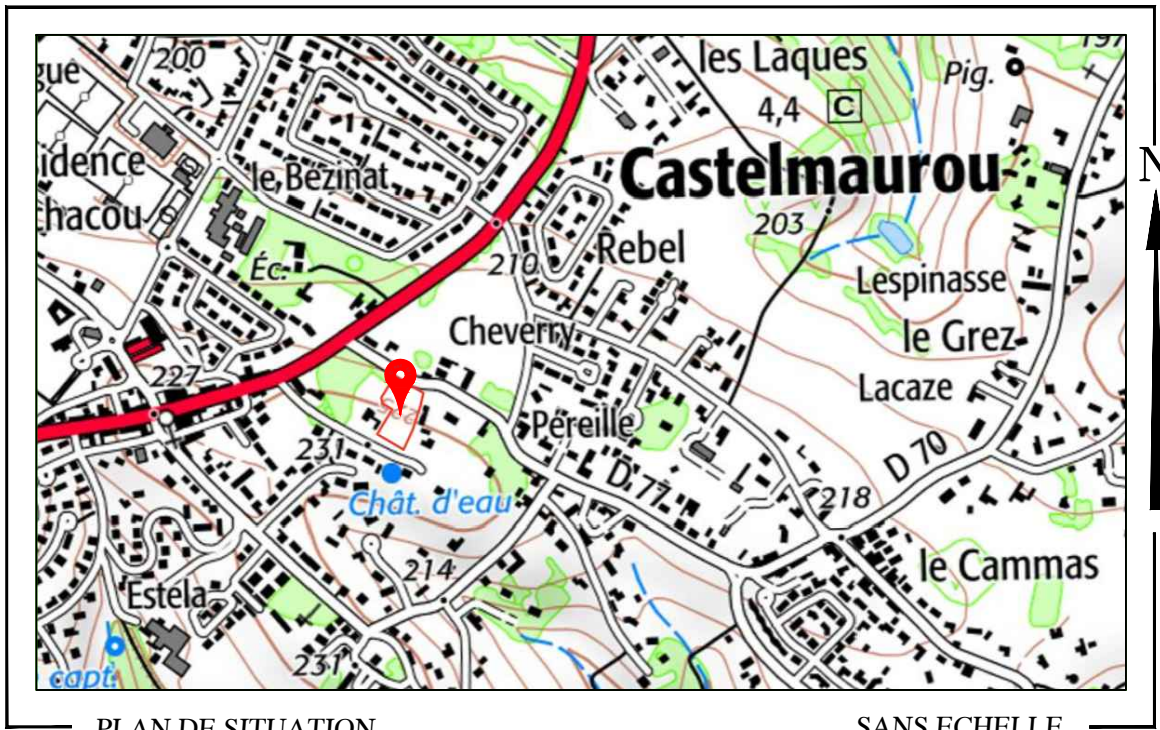 200
les Laques
Pig.
197
gué
4,4
C
idence
hacou
le Bézinat
Castelmaurou
N
203
Éc.
210
Rebel
Lespinasse
Cheverry
le Grez
227
Lacaze
Péreille
231
D 70
Chât. d'eau
D 77
218
214
le Cammas
Estela
231
capt.
PLAN DE SITUATION
SANS ECHELLE